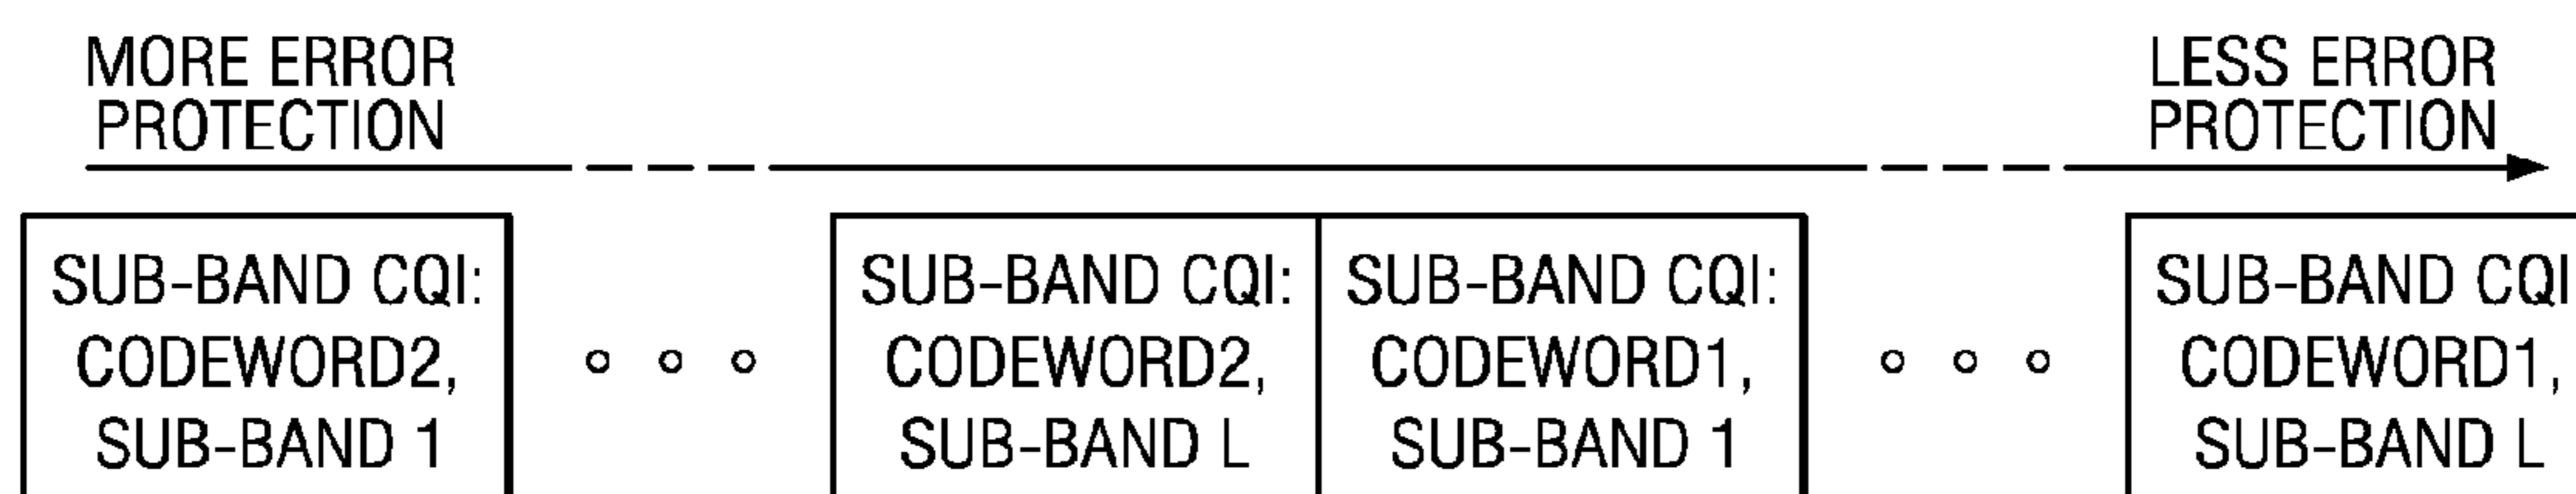 MORE ERROR
PROTECTION
LESS ERROR
PROTECTION
SUB-BAND CQI:
CODEWORD2,
SUB-BAND 1
SUB-BAND CQI:
CODEWORD2,
SUB-BAND L
SUB-BAND CQI:
CODEWORD1,
SUB-BAND 1
SUB-BAND CQI
CODEWORD1,
SUB-BAND L